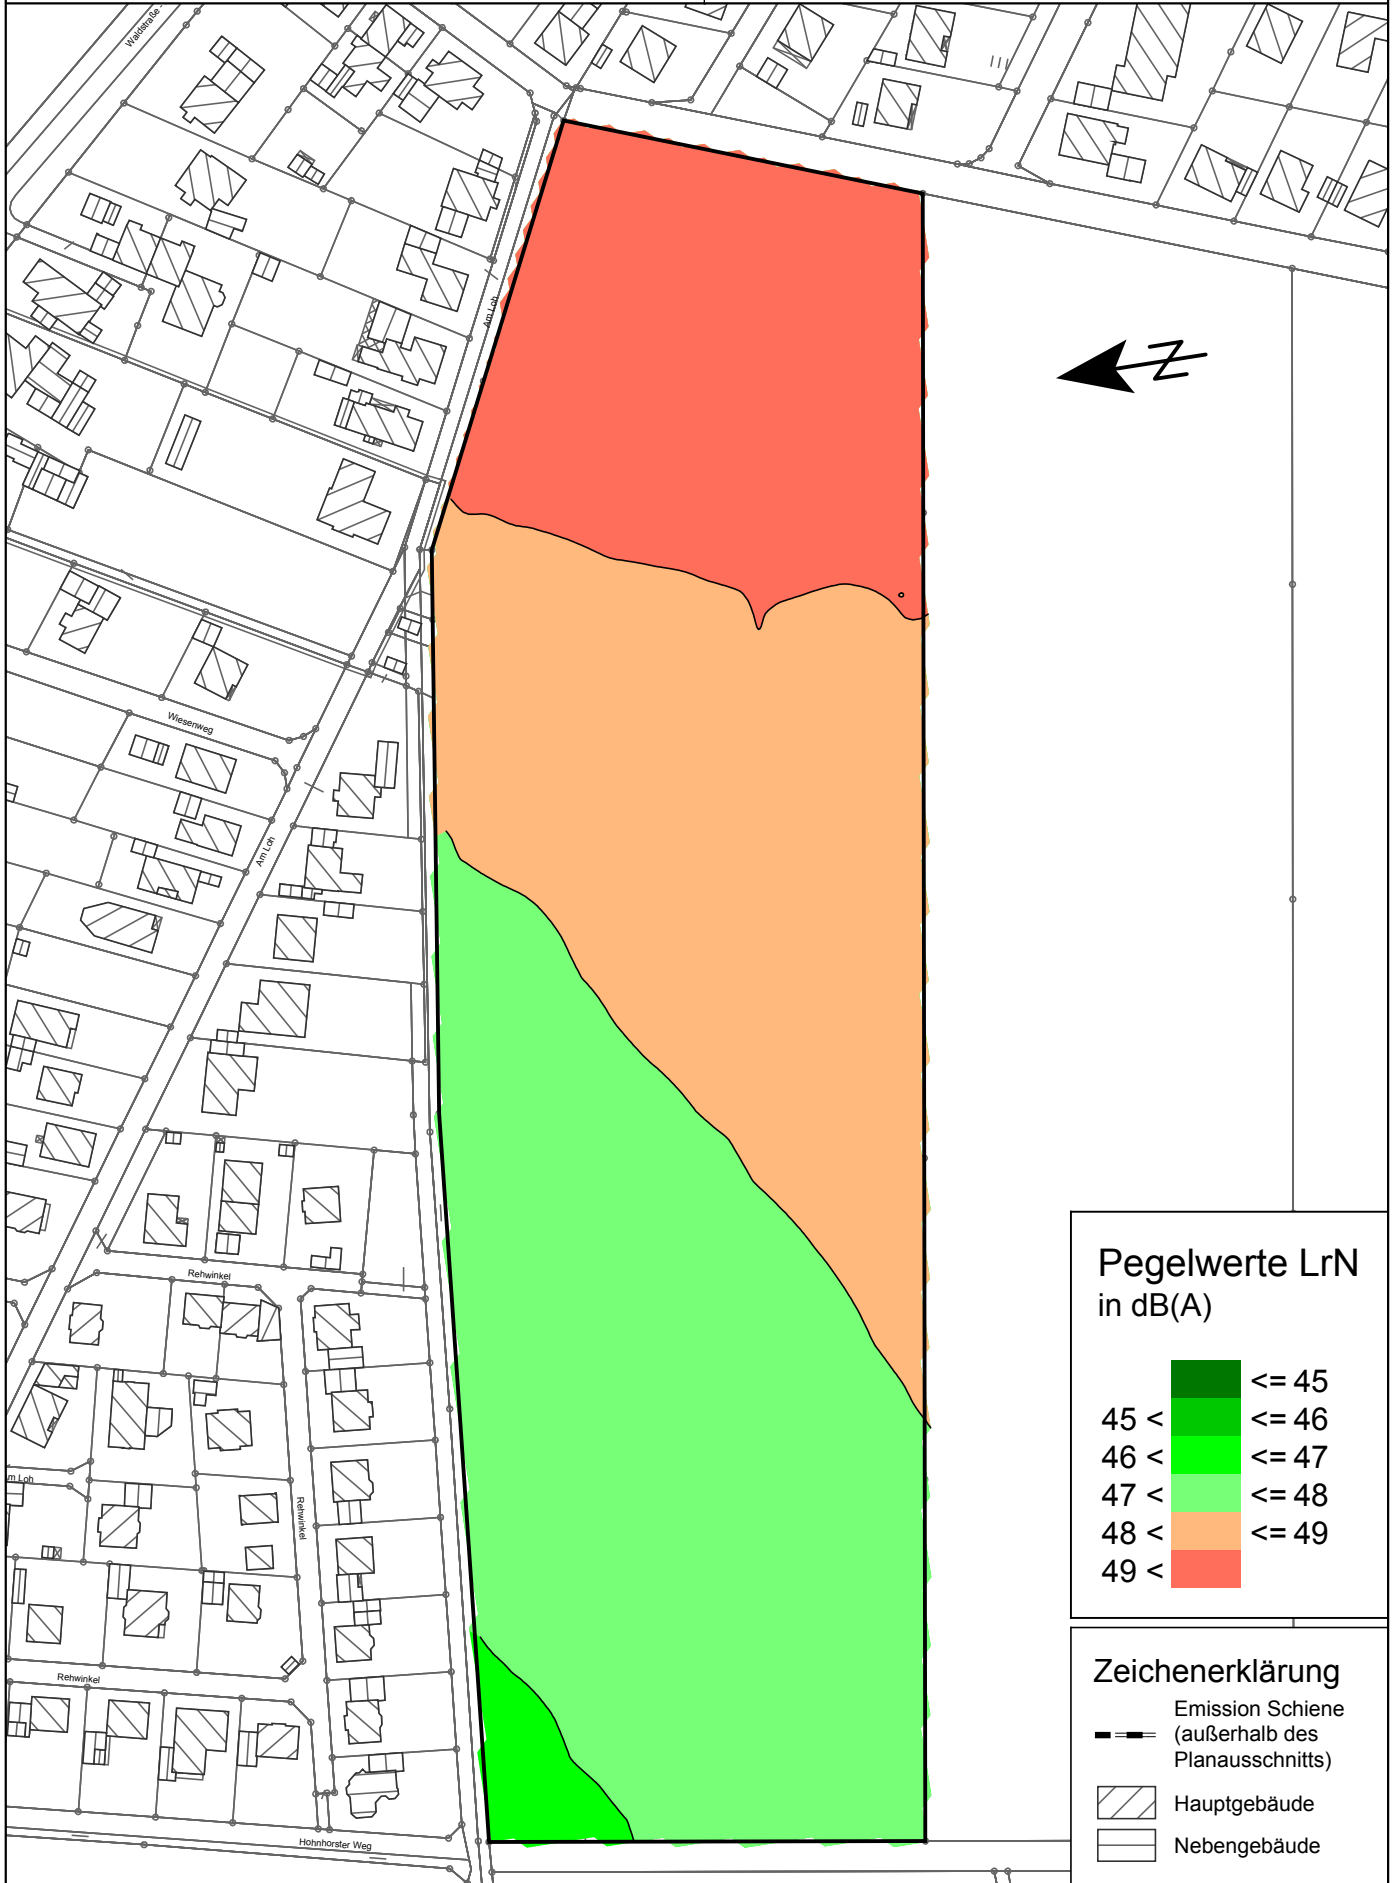 Waldstraße
Am Loh
Wiesenweg
Am Loh
Rehwinkel
m Loh
Rehwinkel
Rehwinkel
Hohnhorster Weg
Z
Pegelwerte LrN
in dB(A)
<= 45
45 < <= 46
46 < <= 47
47 < <= 48
48 < <= 49
49 <
Zeichenerklärung
Emission Schiene
(außerhalb des
Planausschnitts)
Hauptgebäude
Nebengebäude